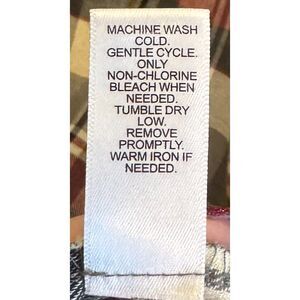 MACHINE WASH
COLD.
GENTLE CYCLE.
ONLY
NON-CHLORINE
BLEACH WHEN
NEEDED.
TUMBLE DRY
LOW.
REMOVE
PROMPTLY.
WARM IRON IF
NEEDED.